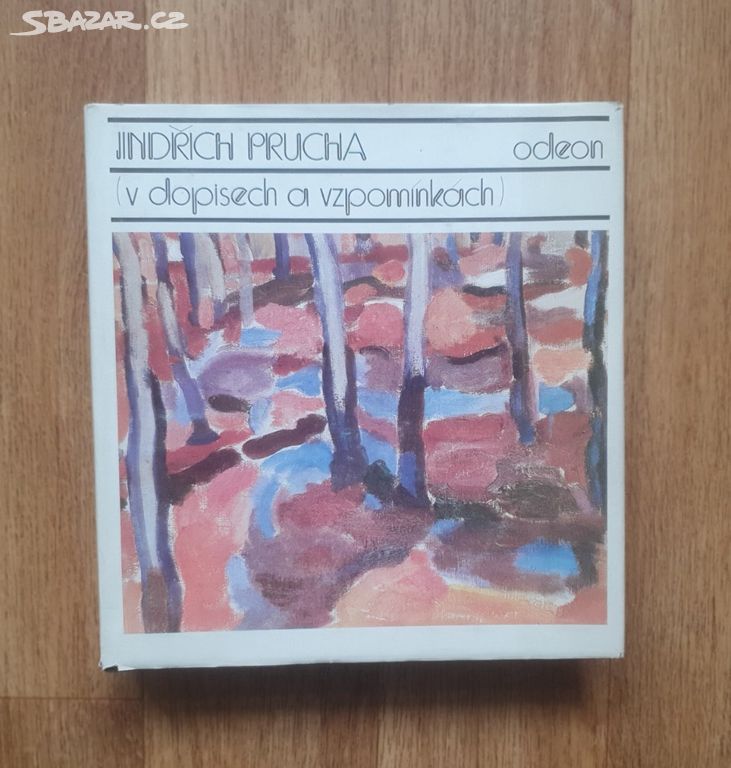 SBAZAR.CZ
JINDŘICH PRUCHA odeon
(v dopisech a vzpomínkách)